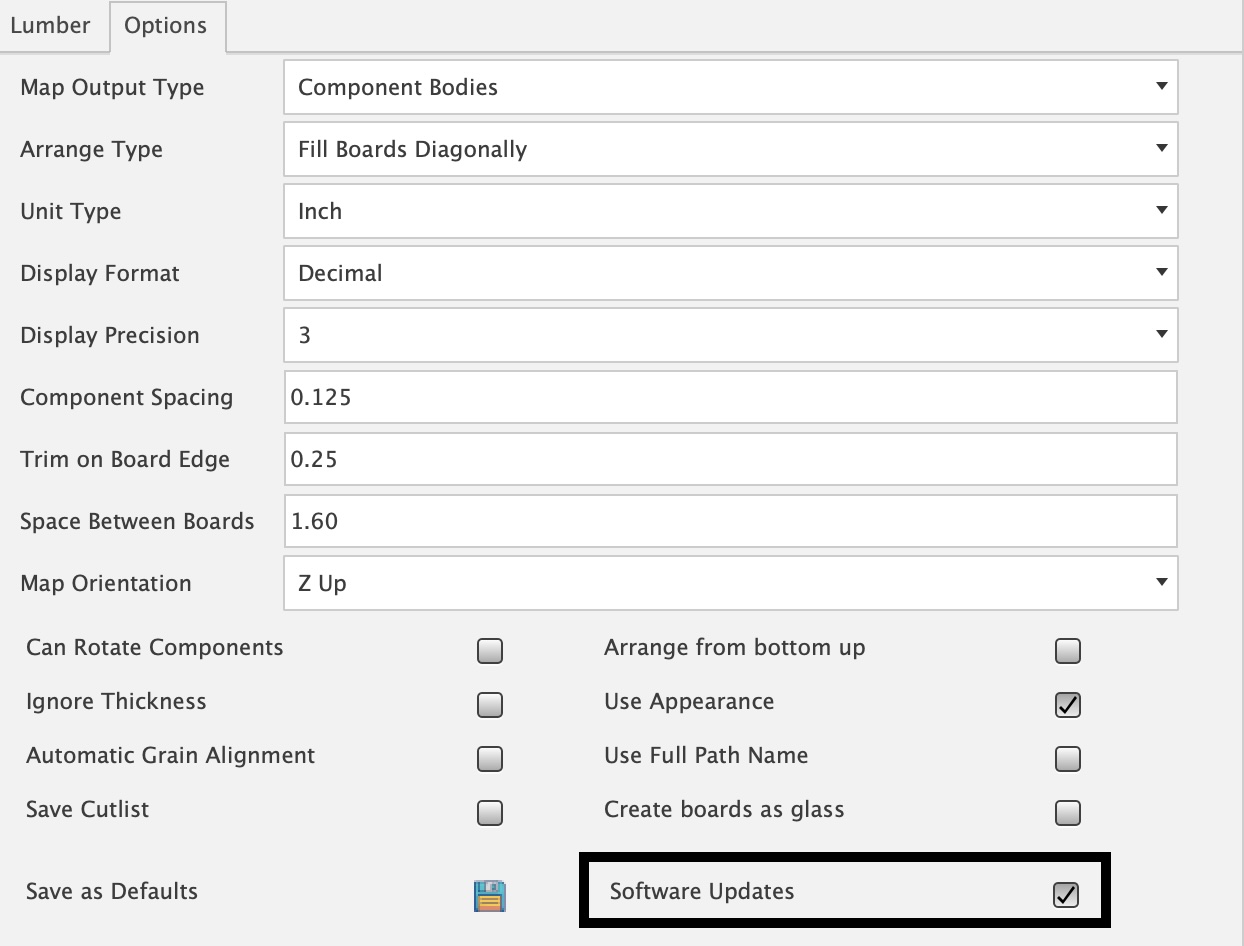 Lumber Options
Map Output Type Component Bodies
Arrange Type Fill Boards Diagonally
Unit Type Inch
Display Format Decimal
Display Precision 3
Component Spacing 0.125
Trim on Board Edge 0.25
Space Between Boards 1.60
Map Orientation Z Up
Can Rotate Components Arrange from bottom up
Ignore Thickness Use Appearance
Automatic Grain Alignment Use Full Path Name
Save Cutlist Create boards as glass
Save as Defaults Software Updates